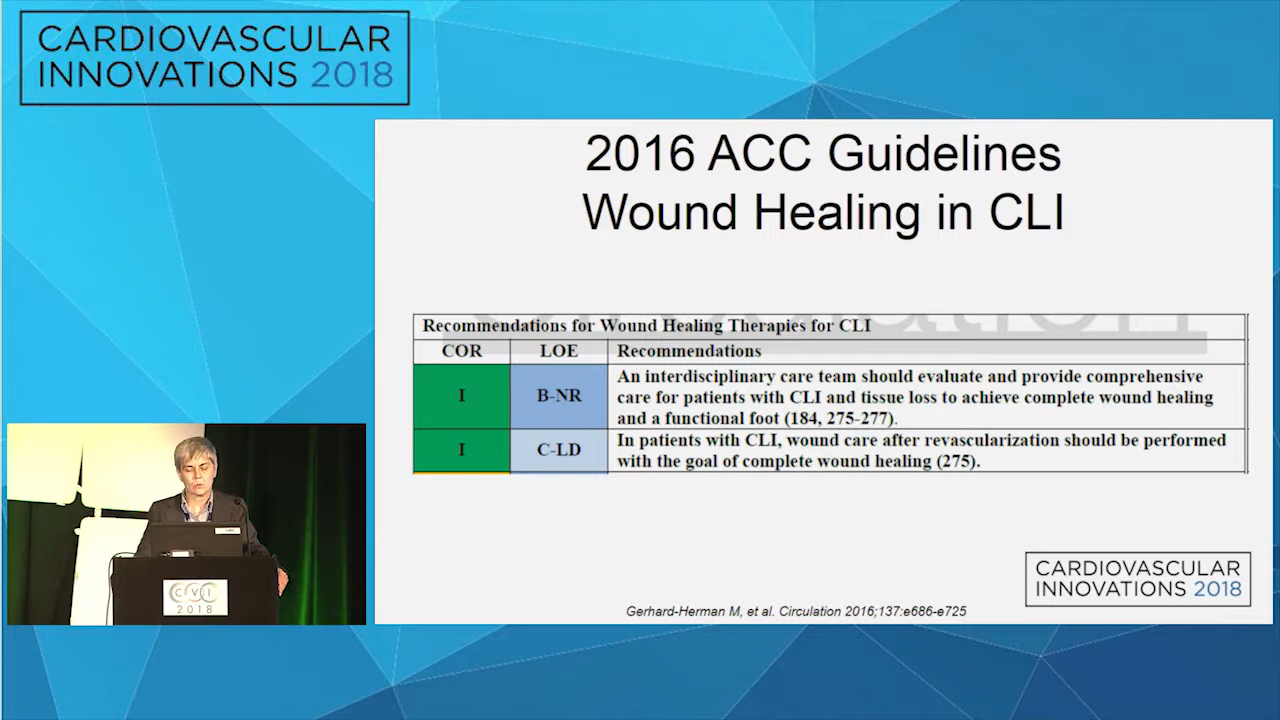 CARDIOVASCULAR
INNOVATIONS 2018
2016 ACC Guidelines
Wound Healing in CLI
Recommendations for Wound Healing Therapies for CLI
COR LOE Recommendations
I B-NR An interdisciplinary care team should evaluate and provide comprehensive
care for patients with CLI and tissue loss to achieve complete wound healing
and a functional foot (184, 275-277).
I C-LD In patients with CLI, wound care after revascularization should be performed
with the goal of complete wound healing (275).
CARDIOVASCULAR
INNOVATIONS 2018
Gerhard-Herman M, et al. Circulation 2016;137:e686-e725
CVI
2018